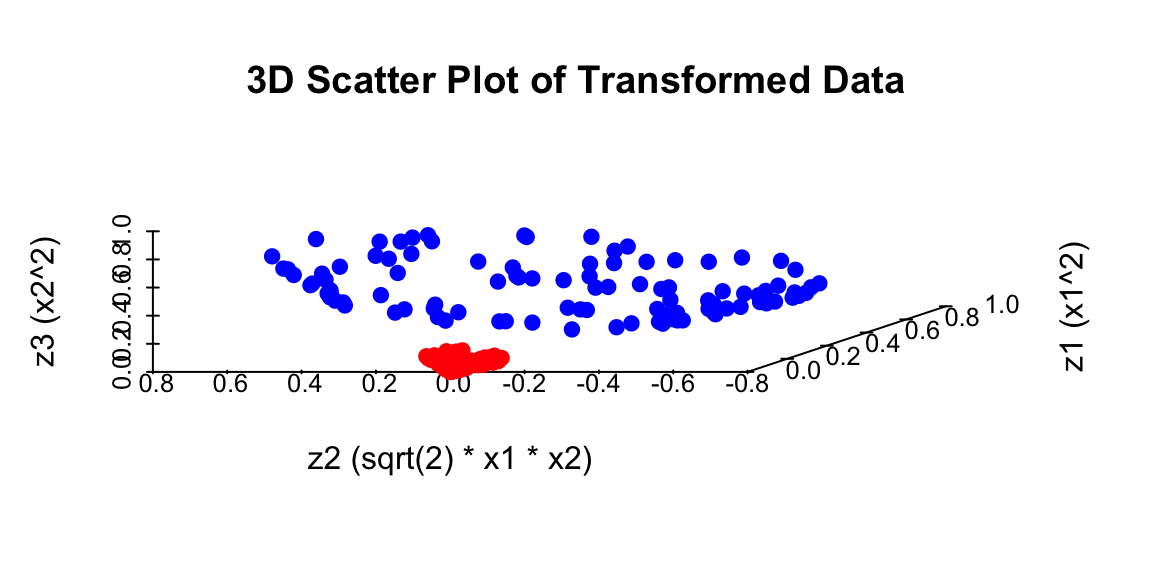 3D Scatter Plot of Transformed Data
z3 (x2^2)
0.0 0.2 0.4 0.6 0.8 1.0
0.8 0.6 0.4 0.2 0.0 -0.2 -0.4 -0.6 -0.8
0.0 0.2 0.4 0.6 0.8 1.0
z1 (x1^2)
z2 (sqrt(2) * x1 * x2)